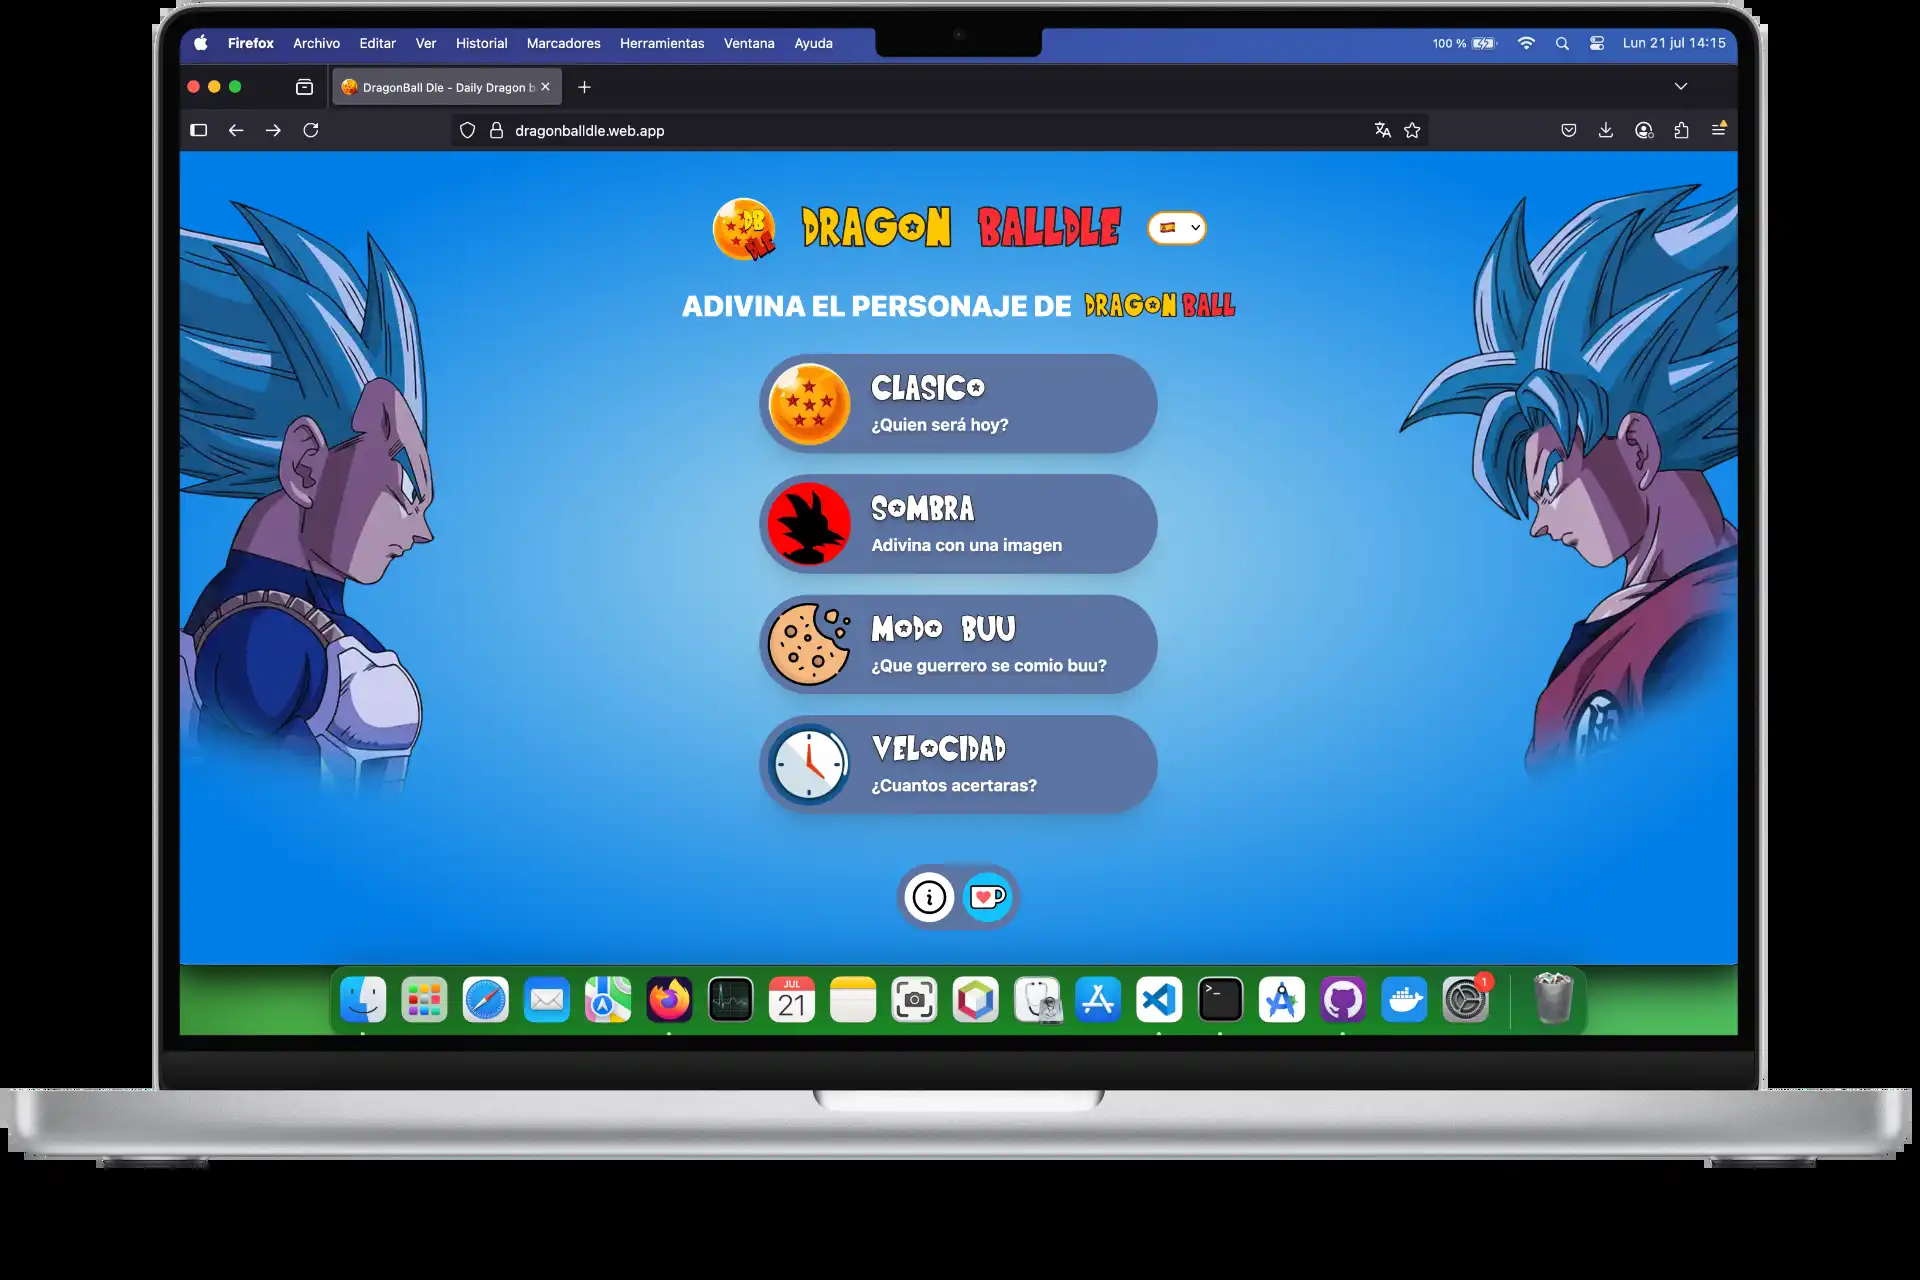 Firefox Archivo Editar Ver Historial Marcadores Herramientas Ventana Ayuda 100 % Lun 21 jul 14:15
DragonBall Dle - Daily Dragon b
dragonballdle.web.app
DB DLE DRAGON BALLDLE
ADIVINA EL PERSONAJE DE DRAGON BALL
CLASICO
¿Quien será hoy?
SOMBRA
Adivina con una imagen
MODO BUU
¿Que guerrero se comio buu?
VELOCIDAD
¿Cuantos acertaras?
JUL
21
1